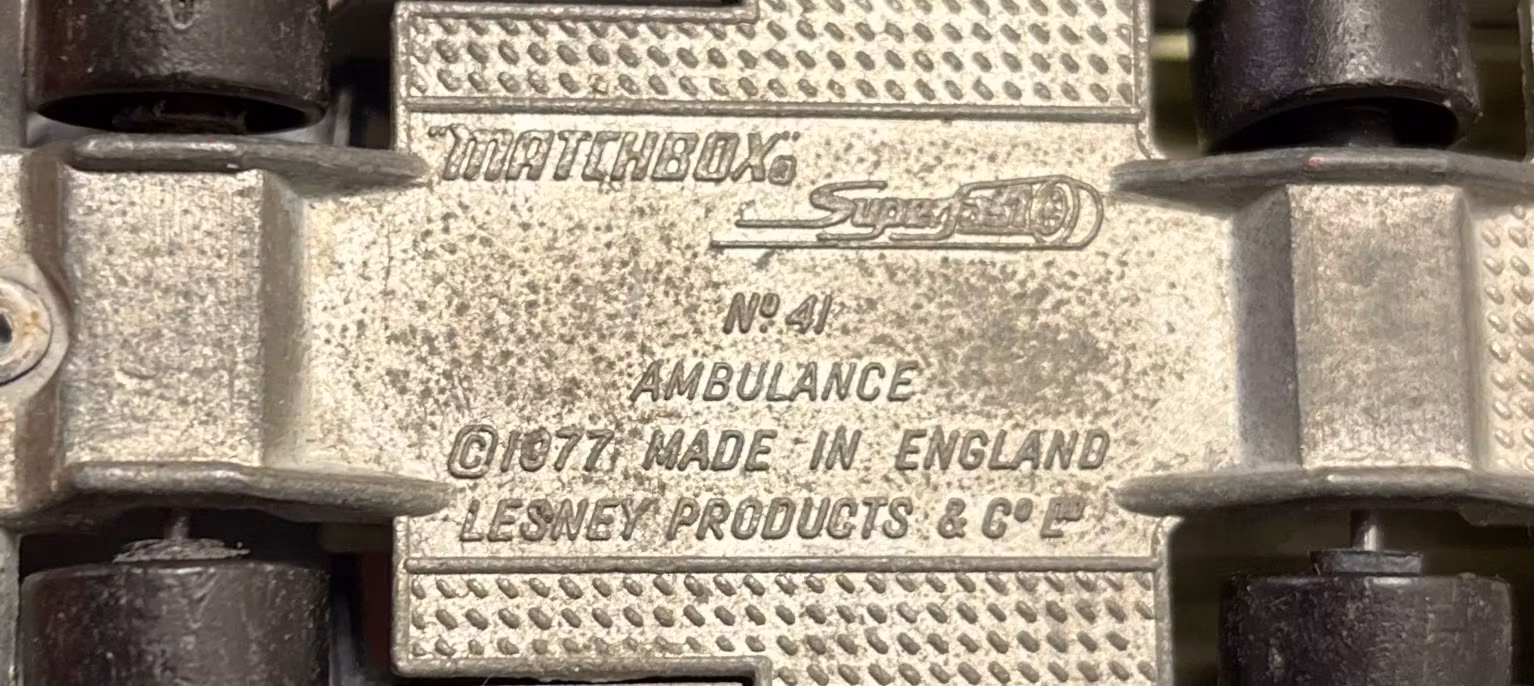 "MATCHBOX"®
Superfast
Nº 41
AMBULANCE
©1977 MADE IN ENGLAND
LESNEY PRODUCTS & Cº Lᵀᴰ